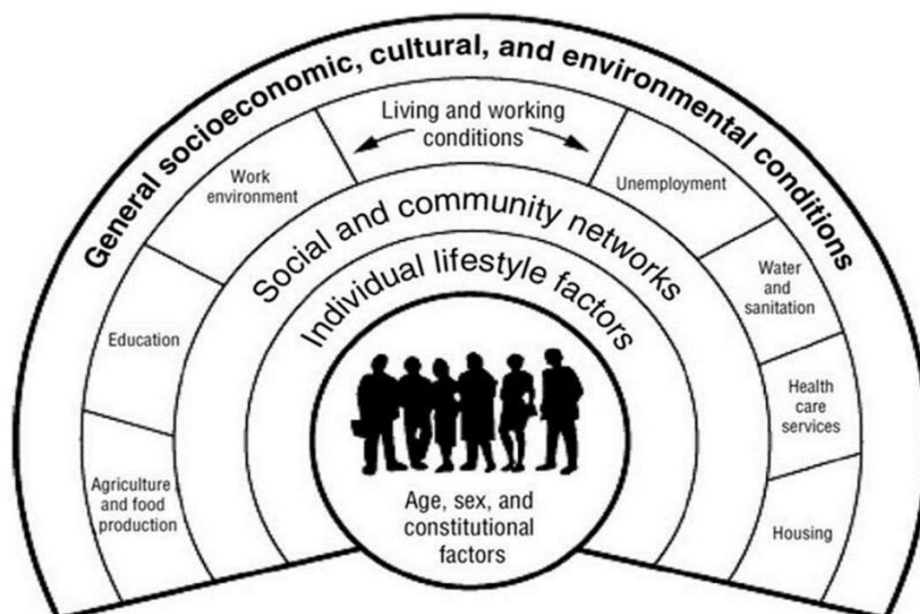 General socioeconomic, cultural, and environmental conditions
Living and working
conditions
Work
environment
Unemployment
Social and community networks
Water
and
sanitation
Individual lifestyle factors
Education
Health
care
services
Agriculture
and food
production
Age, sex, and
constitutional
factors
Housing